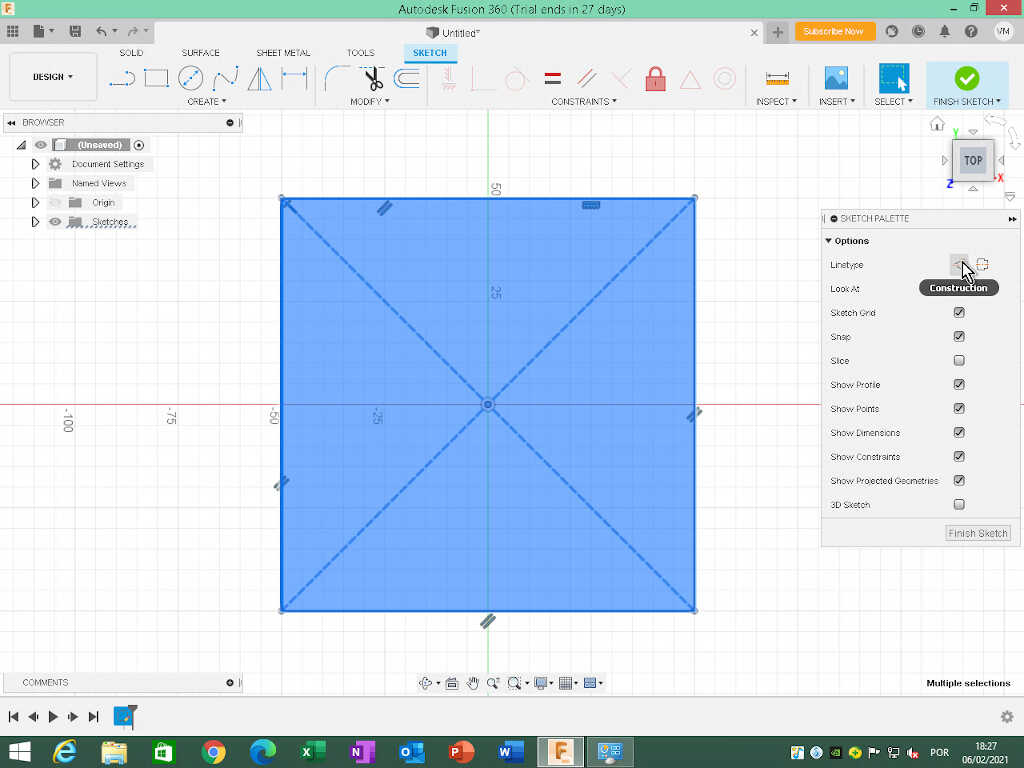 Autodesk Fusion 360 (Trial ends in 27 days)
Untitled*
Subscribe Now
VM
DESIGN
SOLID
SURFACE
SHEET METAL
TOOLS
SKETCH
CREATE
MODIFY
CONSTRAINTS
INSPECT
INSERT
SELECT
FINISH SKETCH
BROWSER
(Unsaved)
Document Settings
Named Views
Origin
Sketches
TOP
Y
X
Z
SKETCH PALETTE
Options
Linetype
Look At
Construction
Sketch Grid
Snap
Slice
Show Profile
Show Points
Show Dimensions
Show Constraints
Show Projected Geometries
3D Sketch
Finish Sketch
50
25
-100
-75
-50
-25
COMMENTS
Multiple selections
POR
18:27
06/02/2021